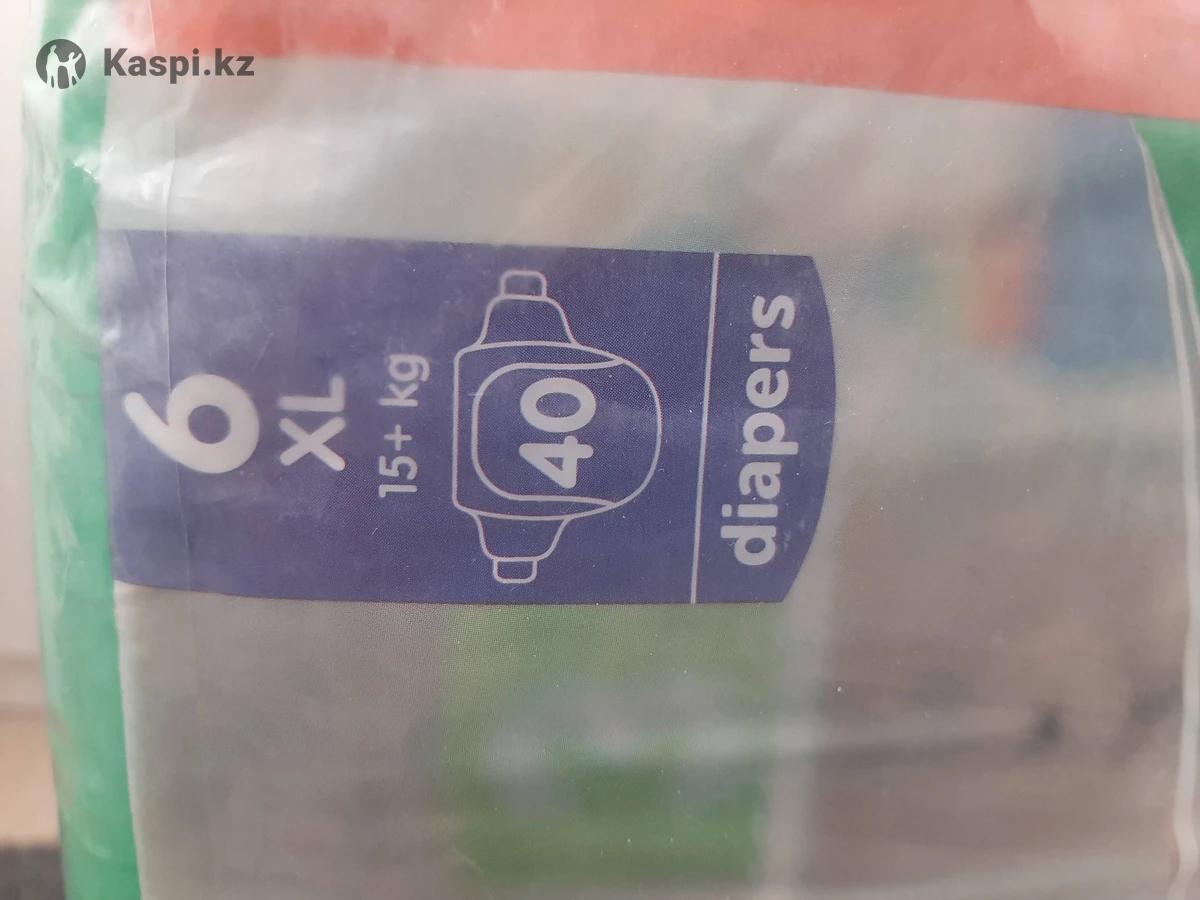 Kaspi.kz
6
XL
15+ kg
40
diapers